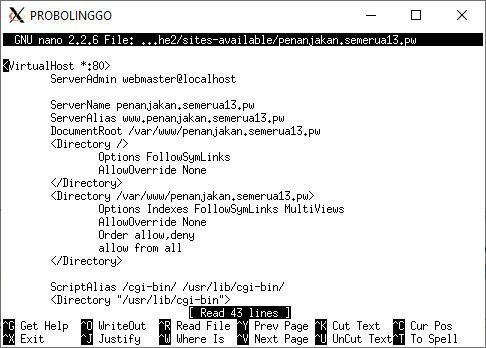 PROBOLINGGO
GNU nano 2.2.6 File: ...he2/sites-available/penanjakan.semerua13.pw
<VirtualHost *:80>
ServerAdmin webmaster@localhost
ServerName penanjakan.semerua13.pw
ServerAlias www.penanjakan.semerua13.pw
DocumentRoot /var/www/penanjakan.semerua13.pw
<Directory />
Options FollowSymLinks
AllowOverride None
</Directory>
<Directory /var/www/penanjakan.semerua13.pw>
Options Indexes FollowSymLinks MultiViews
AllowOverride None
Order allow,deny
allow from all
</Directory>
ScriptAlias /cgi-bin/ /usr/lib/cgi-bin/
<Directory "/usr/lib/cgi-bin">
[ Read 43 lines ]
^G Get Help ^O WriteOut ^R Read File ^Y Prev Page ^K Cut Text ^C Cur Pos
^X Exit ^J Justify ^W Where Is ^V Next Page ^U UnCut Text ^T To Spell